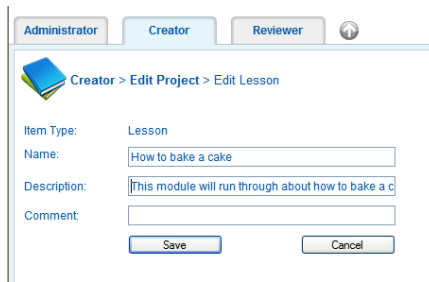 Administrator Creator Reviewer
Creator > Edit Project > Edit Lesson
Item Type: Lesson
Name: How to bake a cake
Description: This module will run through about how to bake a c
Comment:
Save Cancel